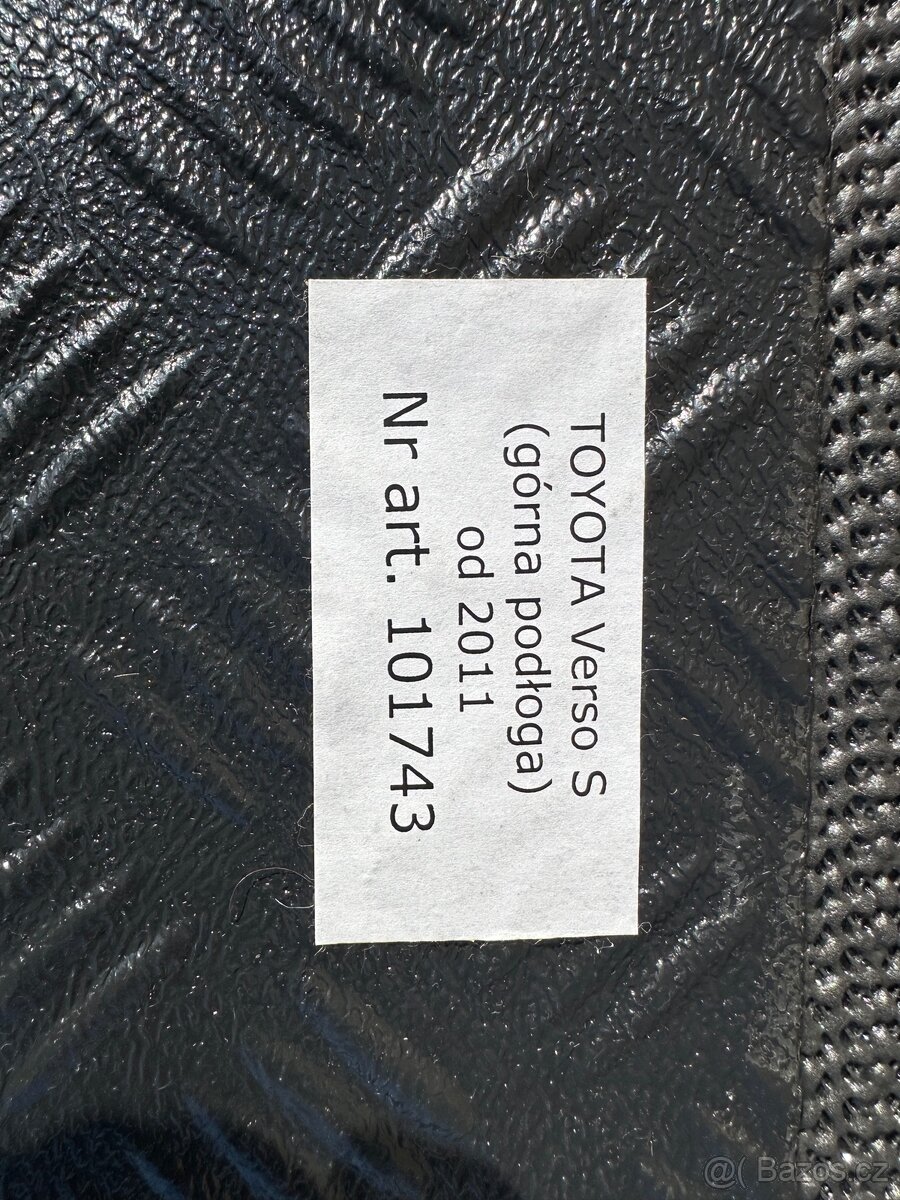 TOYOTA Verso S
(górna podłoga)
od 2011
Nr art. 101743
@( Bazos.cz